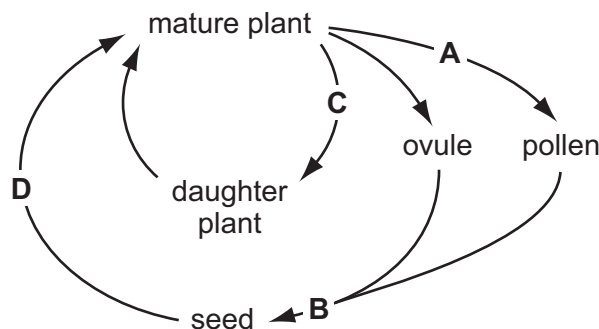 mature plant
A
C
ovule
pollen
D
daughter
plant
B
seed